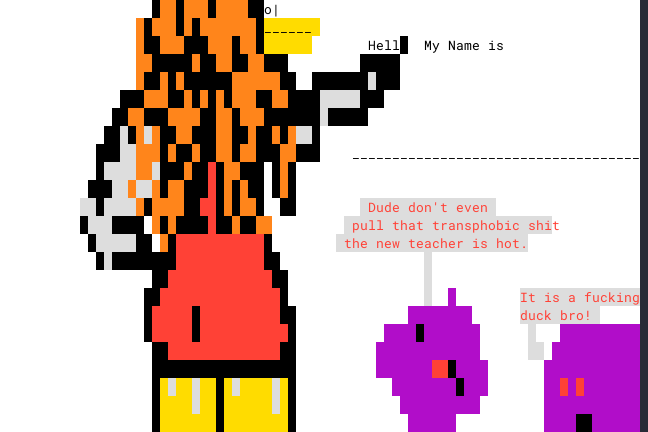 o|
Hell  My Name is
Dude don't even
pull that transphobic shit
the new teacher is hot.
It is a fucking
duck bro!